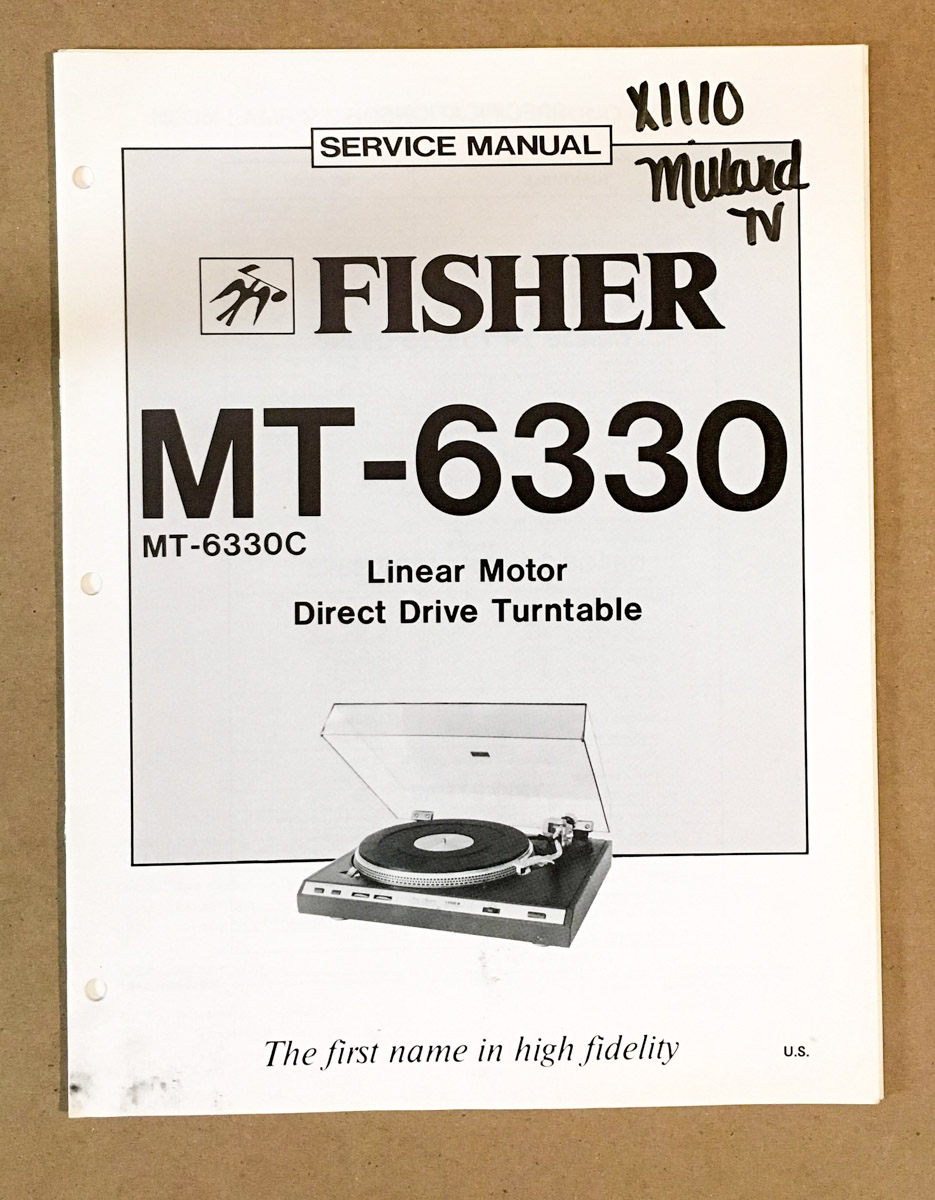 X1110
Millard
TV
SERVICE MANUAL
FISHER
MT-6330
MT-6330C
Linear Motor
Direct Drive Turntable
The first name in high fidelity
U.S.